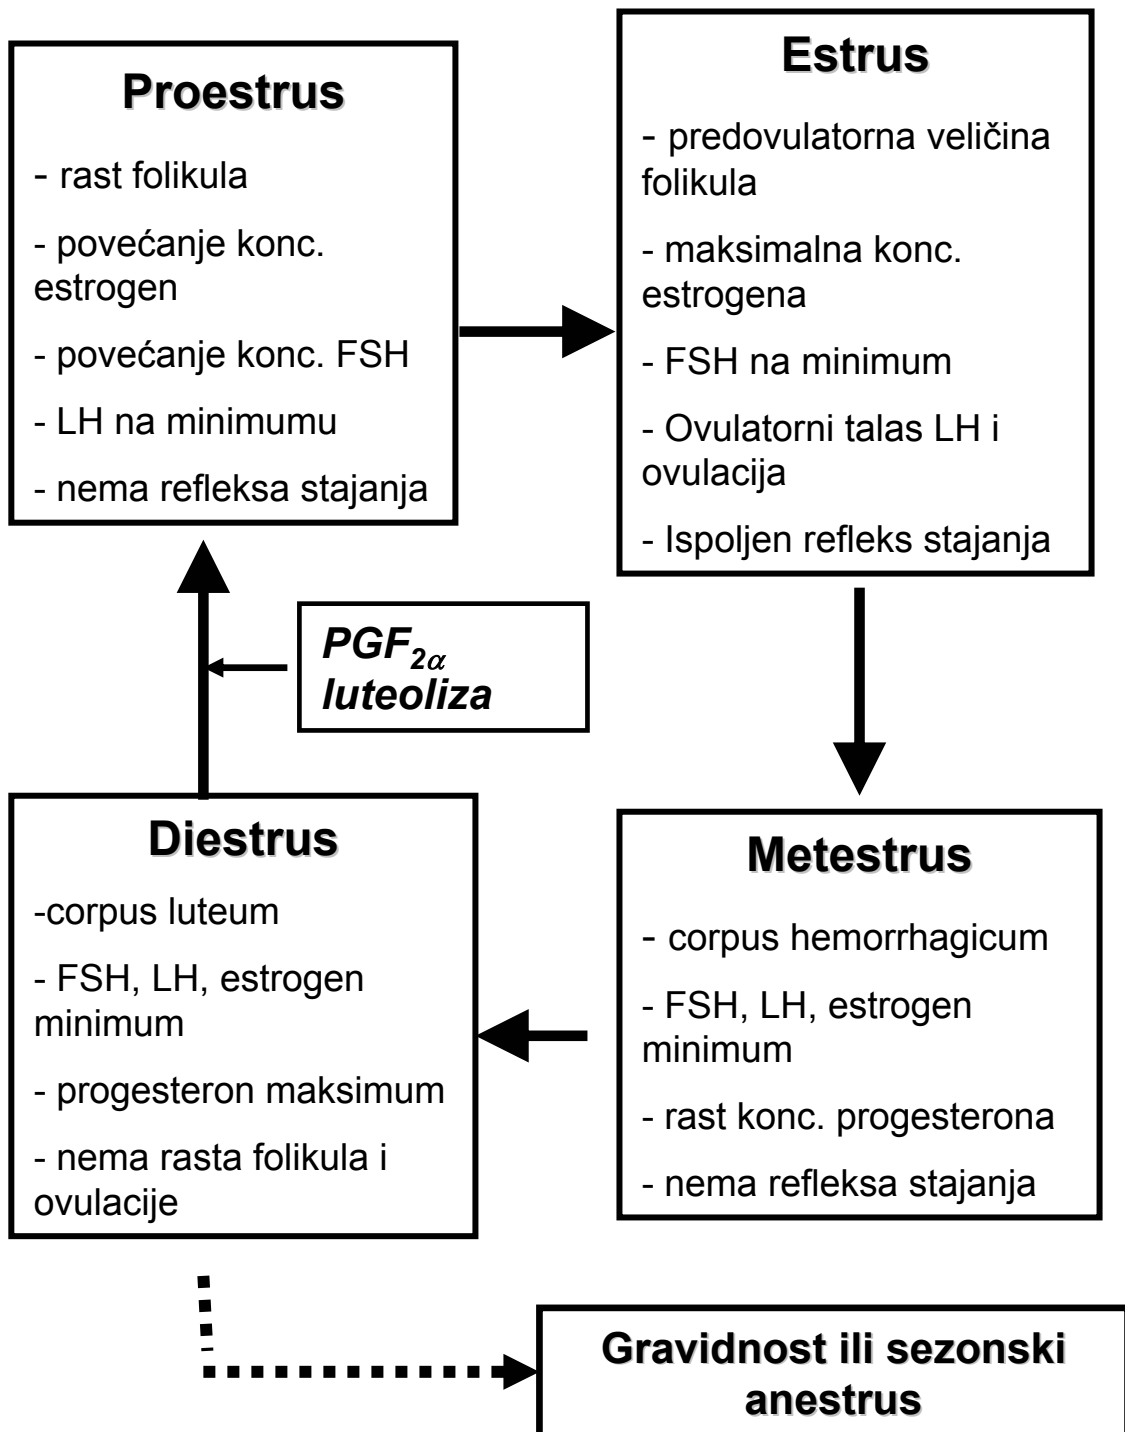 Proestrus
- rast folikula
- povećanje konc.
estrogen
- povećanje konc. FSH
- LH na minimumu
- nema refleksa stajanja
Estrus
- predovulatorna veličina
folikula
- maksimalna konc.
estrogena
- FSH na minimum
- Ovulatorni talas LH i
ovulacija
- Ispoljen refleks stajanja
PGF2α
luteoliza
Diestrus
-corpus luteum
- FSH, LH, estrogen
minimum
- progesteron maksimum
- nema rasta folikula i
ovulacije
Metestrus
- corpus hemorrhagicum
- FSH, LH, estrogen
minimum
- rast konc. progesterona
- nema refleksa stajanja
Gravidnost ili sezonski
anestrus